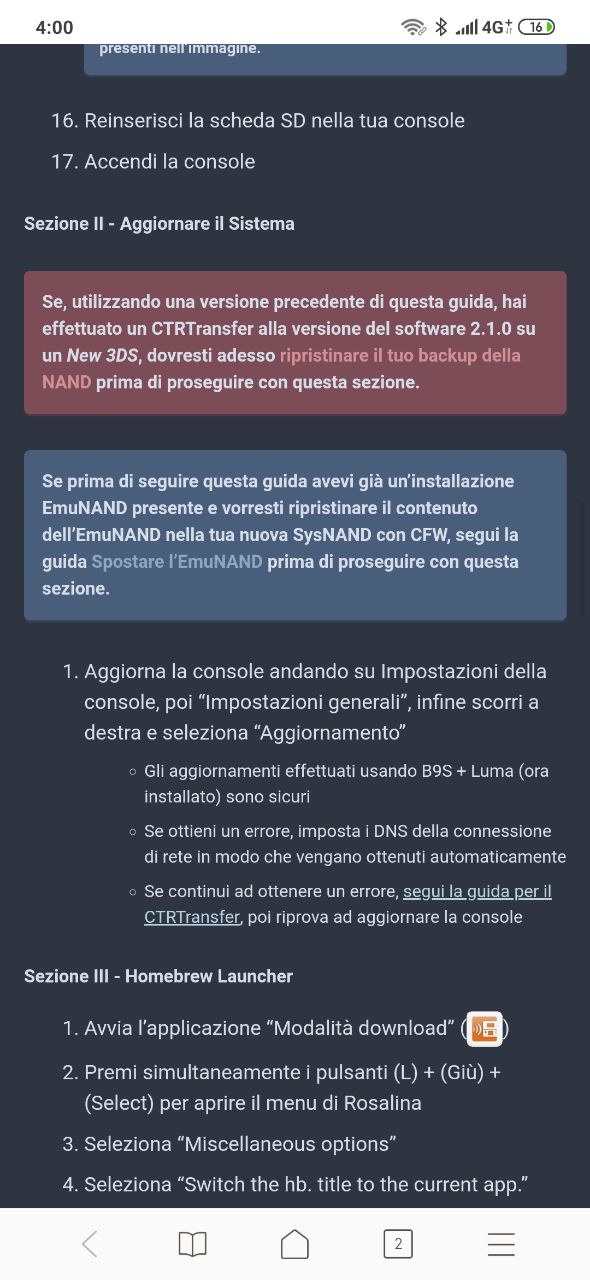 4:00
4G+
16
presenti nell'immagine.
16. Reinserisci la scheda SD nella tua console
17. Accendi la console
Sezione II - Aggiornare il Sistema
Se, utilizzando una versione precedente di questa guida, hai
effettuato un CTRTransfer alla versione del software 2.1.0 su
un New 3DS, dovresti adesso ripristinare il tuo backup della
NAND prima di proseguire con questa sezione.
Se prima di seguire questa guida avevi già un’installazione
EmuNAND presente e vorresti ripristinare il contenuto
dell’EmuNAND nella tua nuova SysNAND con CFW, segui la
guida Spostare l’EmuNAND prima di proseguire con questa
sezione.
1. Aggiorna la console andando su Impostazioni della
console, poi “Impostazioni generali”, infine scorri a
destra e seleziona “Aggiornamento”
◦ Gli aggiornamenti effettuati usando B9S + Luma (ora
installato) sono sicuri
◦ Se ottieni un errore, imposta i DNS della connessione
di rete in modo che vengano ottenuti automaticamente
◦ Se continui ad ottenere un errore, segui la guida per il
CTRTransfer, poi riprova ad aggiornare la console
Sezione III - Homebrew Launcher
1. Avvia l’applicazione “Modalità download” ()
2. Premi simultaneamente i pulsanti (L) + (Giù) +
(Select) per aprire il menu di Rosalina
3. Seleziona “Miscellaneous options”
4. Seleziona “Switch the hb. title to the current app.”
2